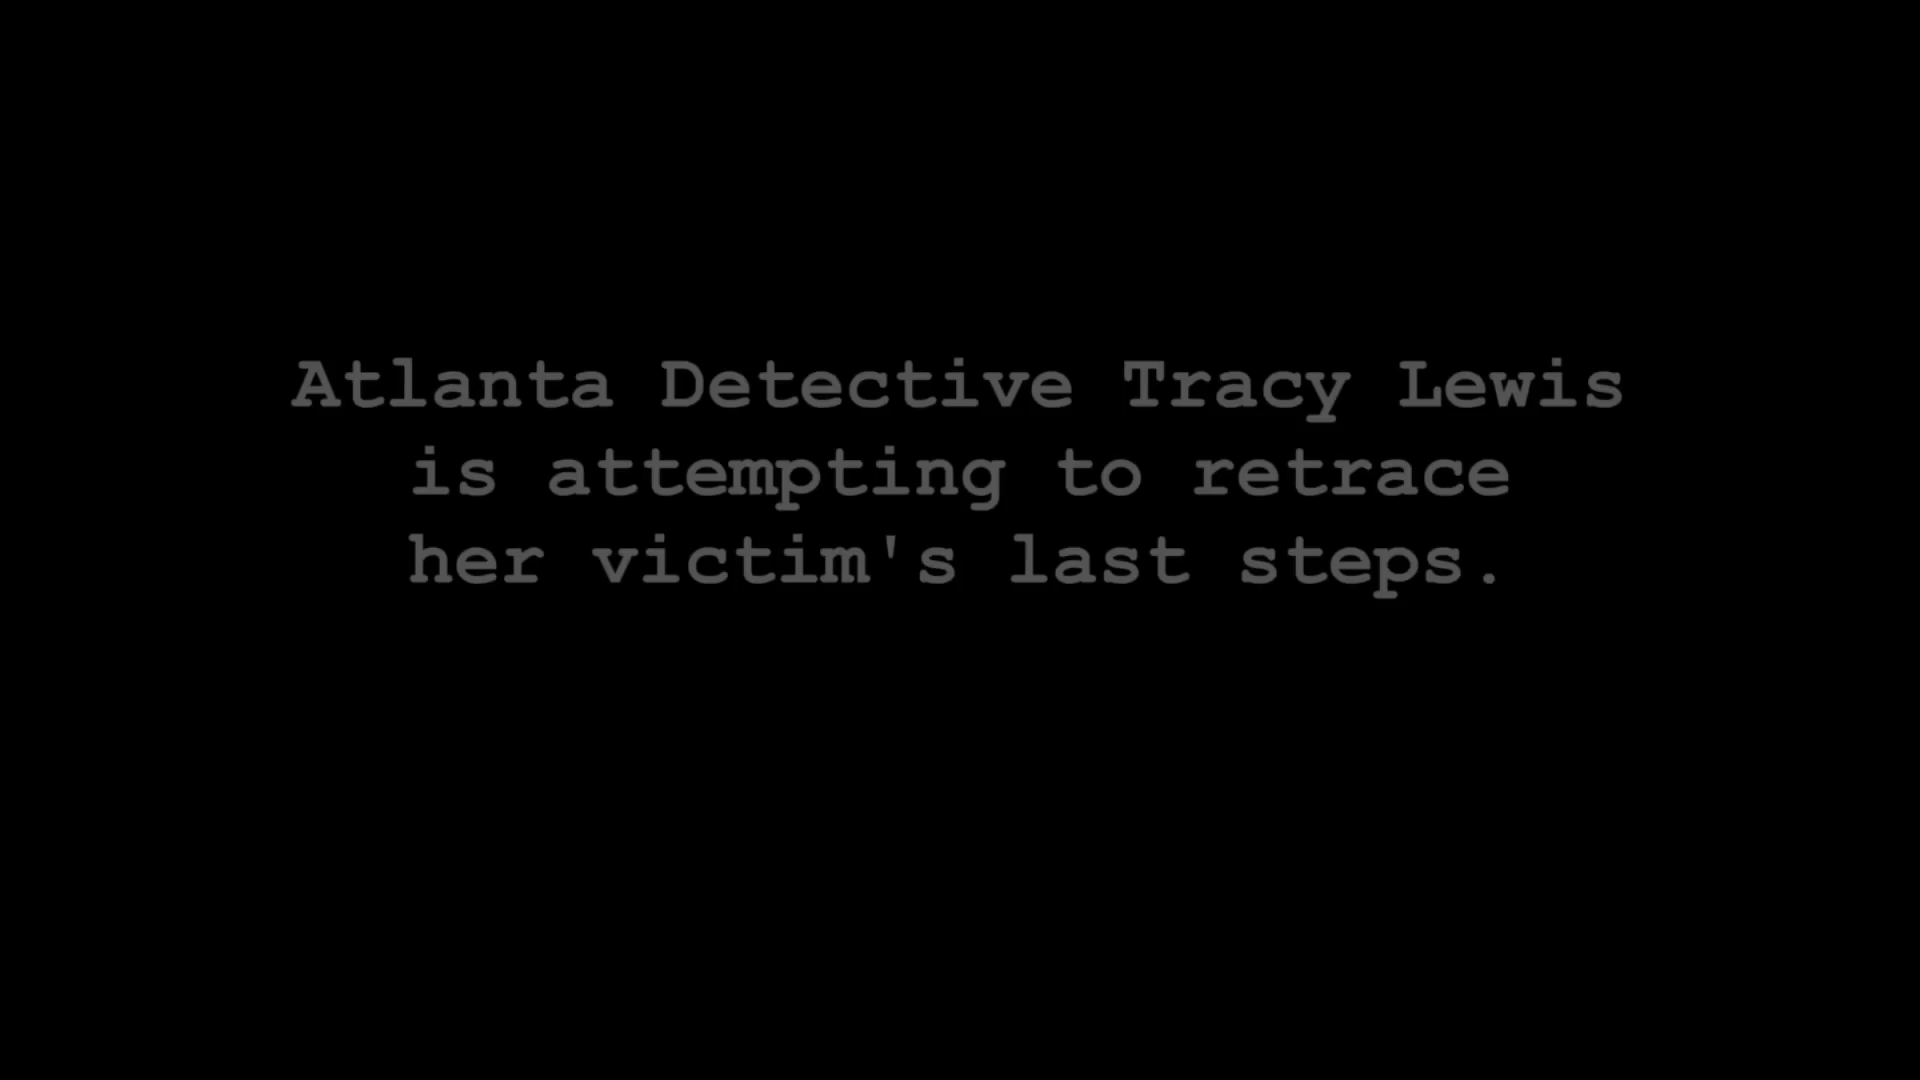 Atlanta Detective Tracy Lewis
is attempting to retrace
her victim's last steps.